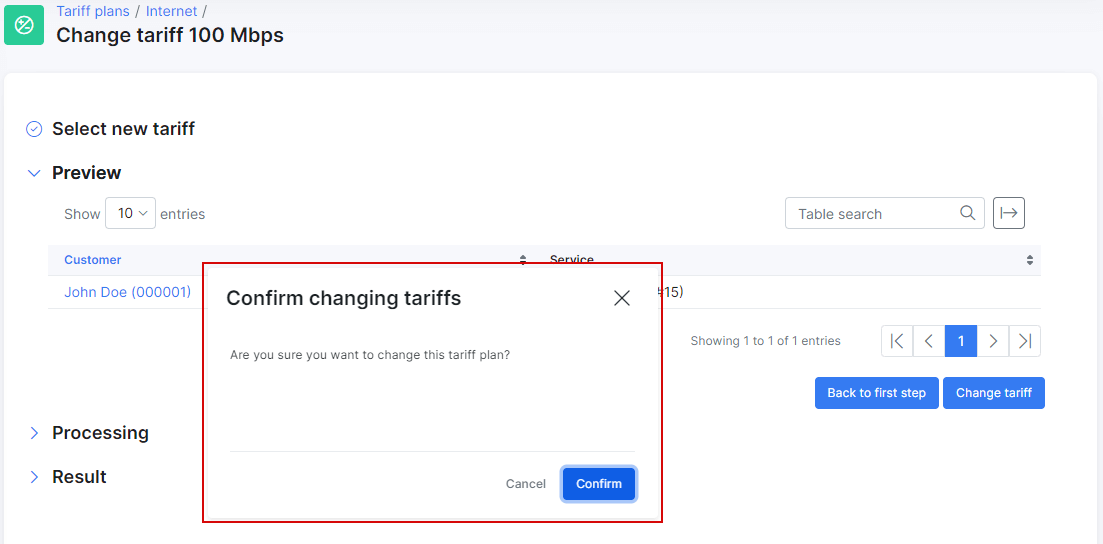 Tariff plans / Internet /
Change tariff 100 Mbps
Select new tariff
Preview
Show 10 entries
Table search
Customer Service
John Doe (000001) #15)
Confirm changing tariffs
Are you sure you want to change this tariff plan?
Cancel Confirm
Showing 1 to 1 of 1 entries
1
Back to first step Change tariff
Processing
Result